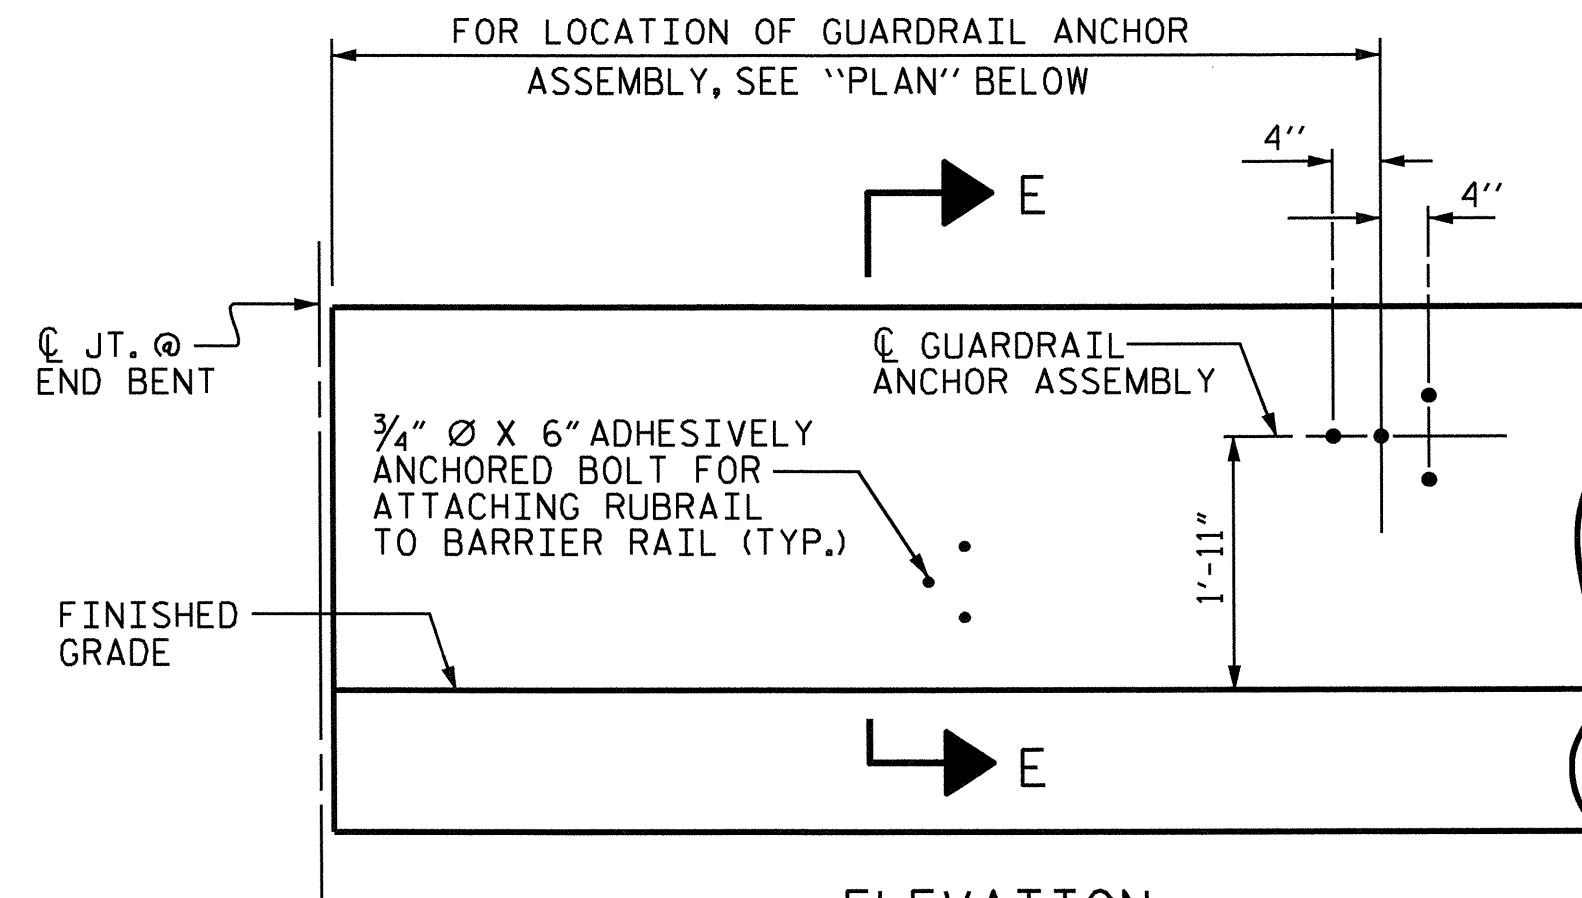 FOR LOCATION OF GUARDRAIL ANCHOR
ASSEMBLY, SEE ‵‵PLAN′′ BELOW
4′′
4′′
E
℄ JT. @
END BENT
℄ GUARDRAIL
ANCHOR ASSEMBLY
¾″ Ø X 6″ ADHESIVELY
ANCHORED BOLT FOR
ATTACHING RUBRAIL
TO BARRIER RAIL (TYP.)
1′-11″
FINISHED
GRADE
E
ELEVATION